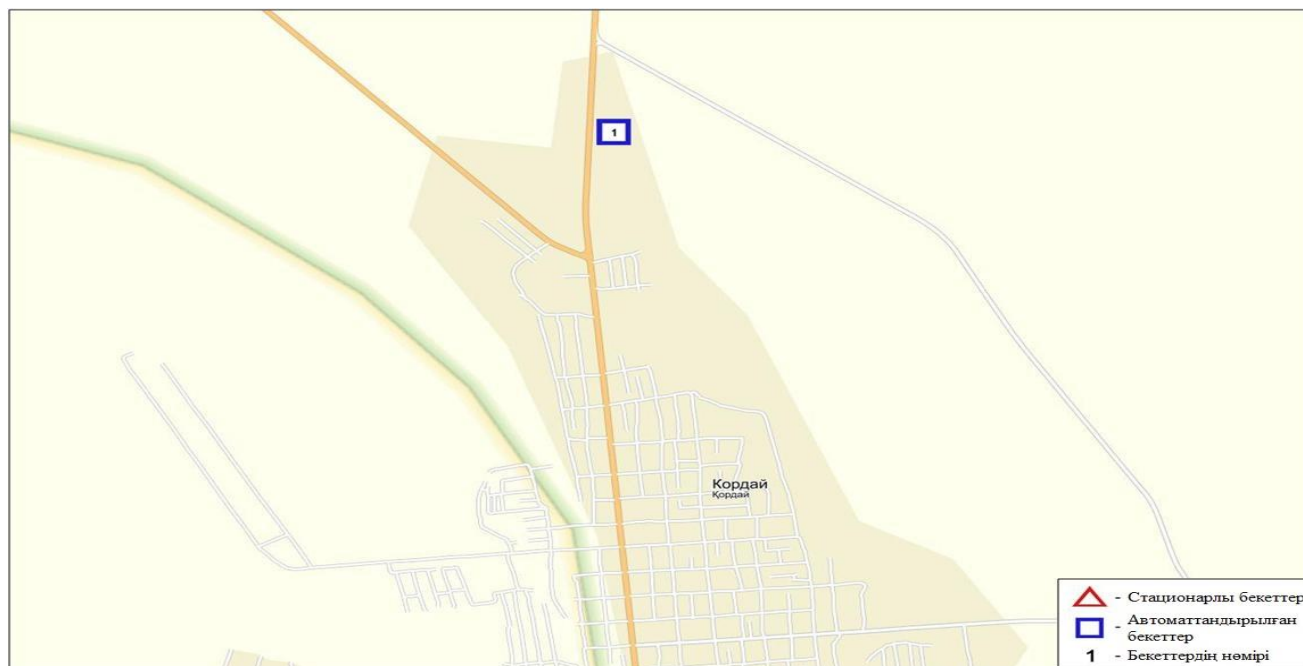 1
Кордай
Қордай
- Стационарлы бекеттер
- Автоматтандырылған
бекеттер
1 - Бекеттердің нөмірі